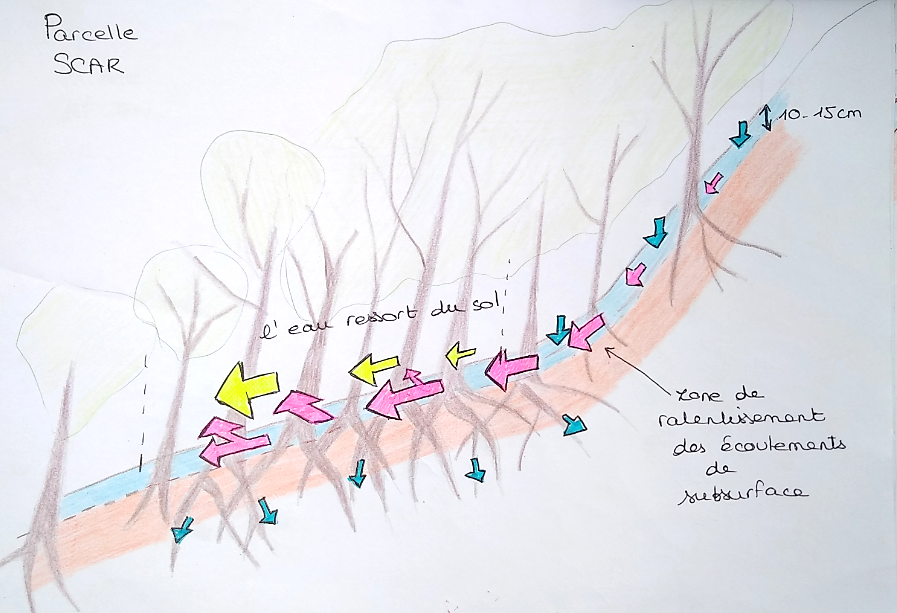 Parcelle
SCAR
10-15cm
l'eau ressort du sol
zone de
ralentissement
des écoulements
de
subsurface